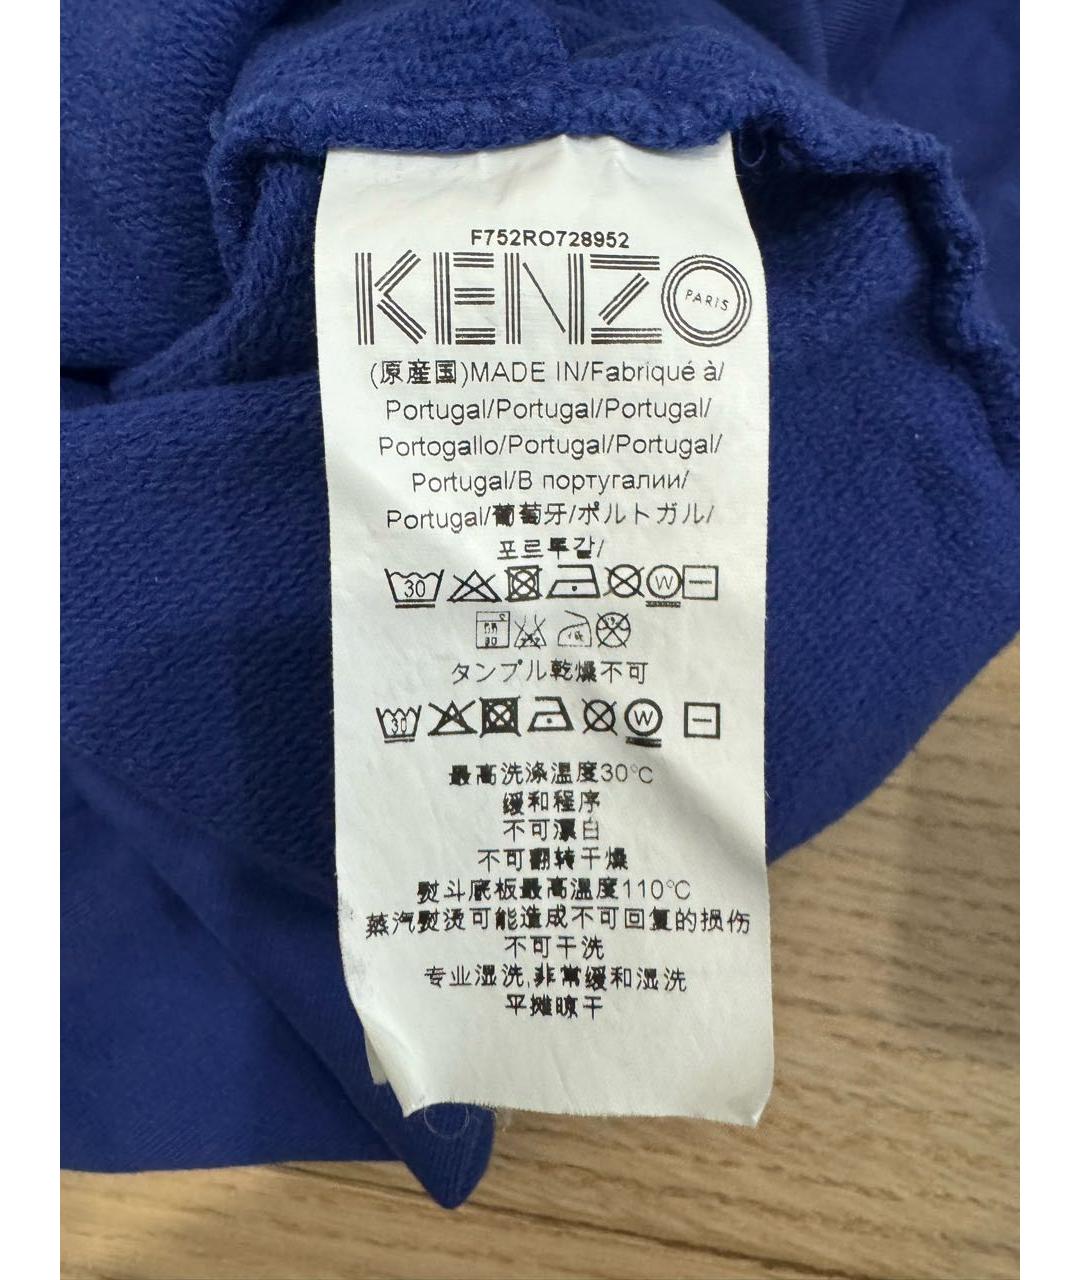 F752RO728952
KENZO
PARIS
(原産国)MADE IN/Fabriqué à/
Portugal/Portugal/Portugal/
Portogallo/Portugal/Portugal/
Portugal/В португалии/
Portugal/葡萄牙/ポルトガル/
포르투갈/
30
W
タンプル乾燥不可
30
W
最高洗涤温度30°C
缓和程序
不可漂白
不可翻转干燥
熨斗底板最高温度110°C
蒸汽熨烫可能造成不可回复的损伤
不可干洗
专业湿洗,非常缓和湿洗
平摊晾干